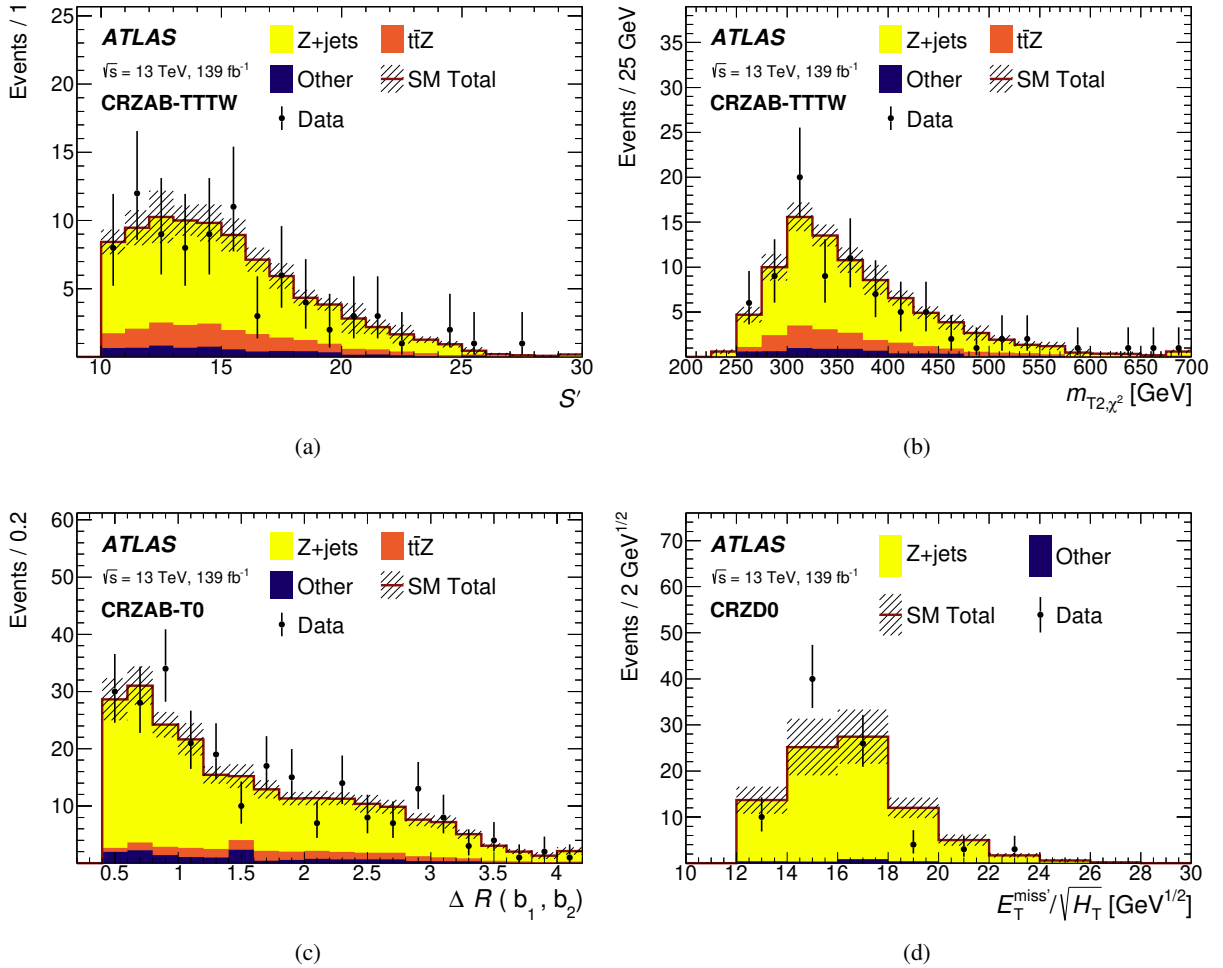 Events / 1
25
20
15
10
5
ATLAS
√s = 13 TeV, 139 fb⁻¹
CRZAB-TTTW
Z+jets
tt̄Z
Other
SM Total
Data
10 15 20 25 30
S′
(a)
Events / 25 GeV
35
30
25
20
15
10
5
0
ATLAS
√s = 13 TeV, 139 fb⁻¹
CRZAB-TTTW
Z+jets
tt̄Z
Other
SM Total
Data
200 250 300 350 400 450 500 550 600 650 700
m_T2,χ² [GeV]
(b)
Events / 0.2
60
50
40
30
20
10
ATLAS
√s = 13 TeV, 139 fb⁻¹
CRZAB-T0
Z+jets
tt̄Z
Other
SM Total
Data
0.5 1 1.5 2 2.5 3 3.5 4
Δ R ( b₁ , b₂ )
(c)
Events / 2 GeV^1/2
70
60
50
40
30
20
10
0
ATLAS
√s = 13 TeV, 139 fb⁻¹
CRZD0
Z+jets
Other
SM Total
Data
10 12 14 16 18 20 22 24 26 28 30
E_T^miss′/√H_T [GeV^1/2]
(d)